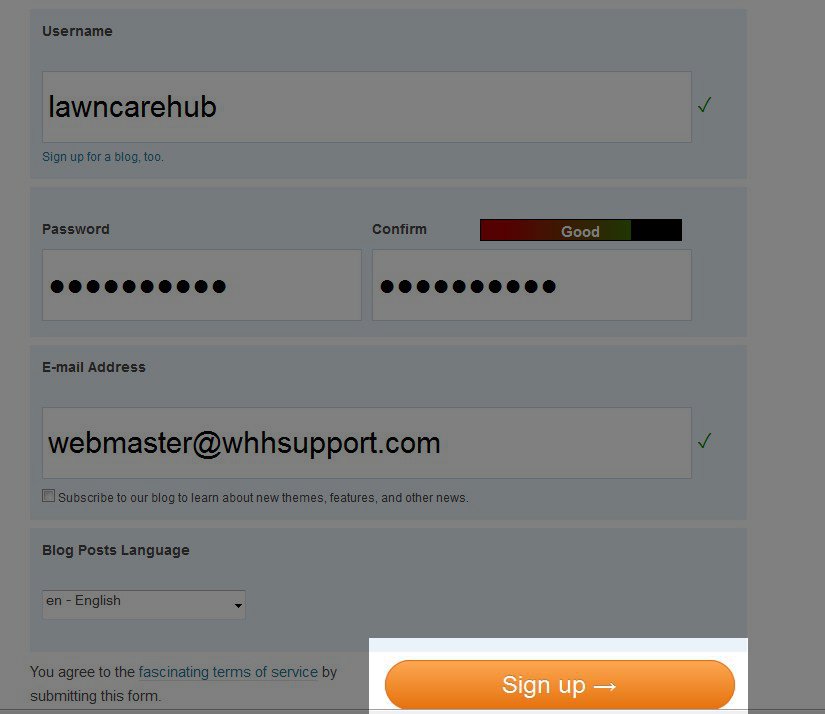 Username
lawncarehub
Sign up for a blog, too.
Password
Confirm
Good
E-mail Address
webmaster@whhsupport.com
Subscribe to our blog to learn about new themes, features, and other news.
Blog Posts Language
en - English
You agree to the fascinating terms of service by
submitting this form.
Sign up →